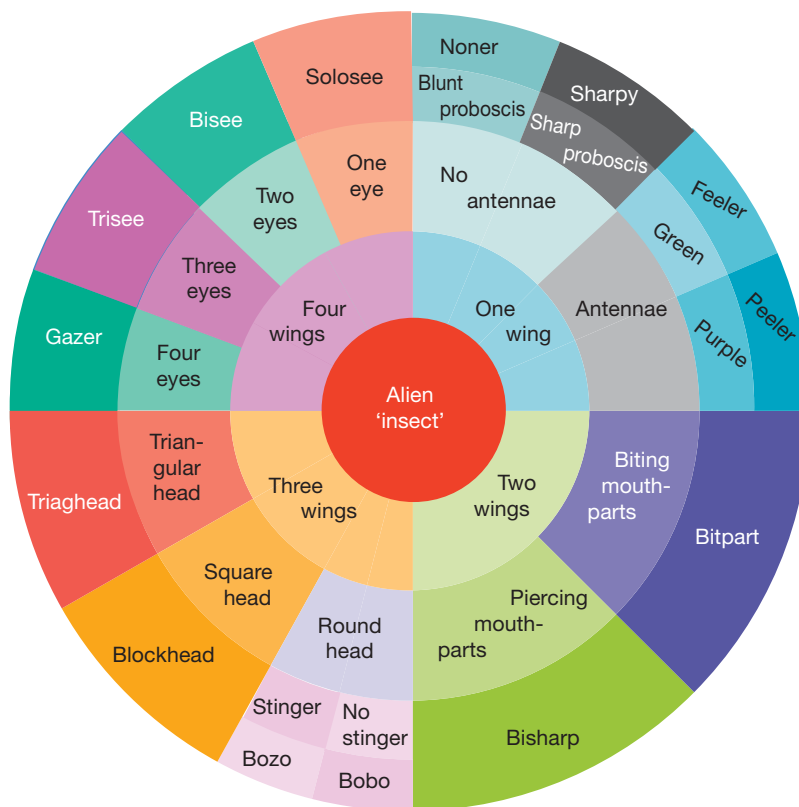 Alien
‘insect’
One
wing
No
antennae
Blunt
proboscis
Noner
Sharp
proboscis
Sharpy
Antennae
Green
Feeler
Purple
Peeler
Two
wings
Biting
mouth-
parts
Bitpart
Piercing
mouth-
parts
Bisharp
Three
wings
Round
head
No
stinger
Bobo
Stinger
Bozo
Square
head
Blockhead
Trian-
gular
head
Triaghead
Four
wings
Four
eyes
Gazer
Three
eyes
Trisee
Two
eyes
Bisee
One
eye
Solosee